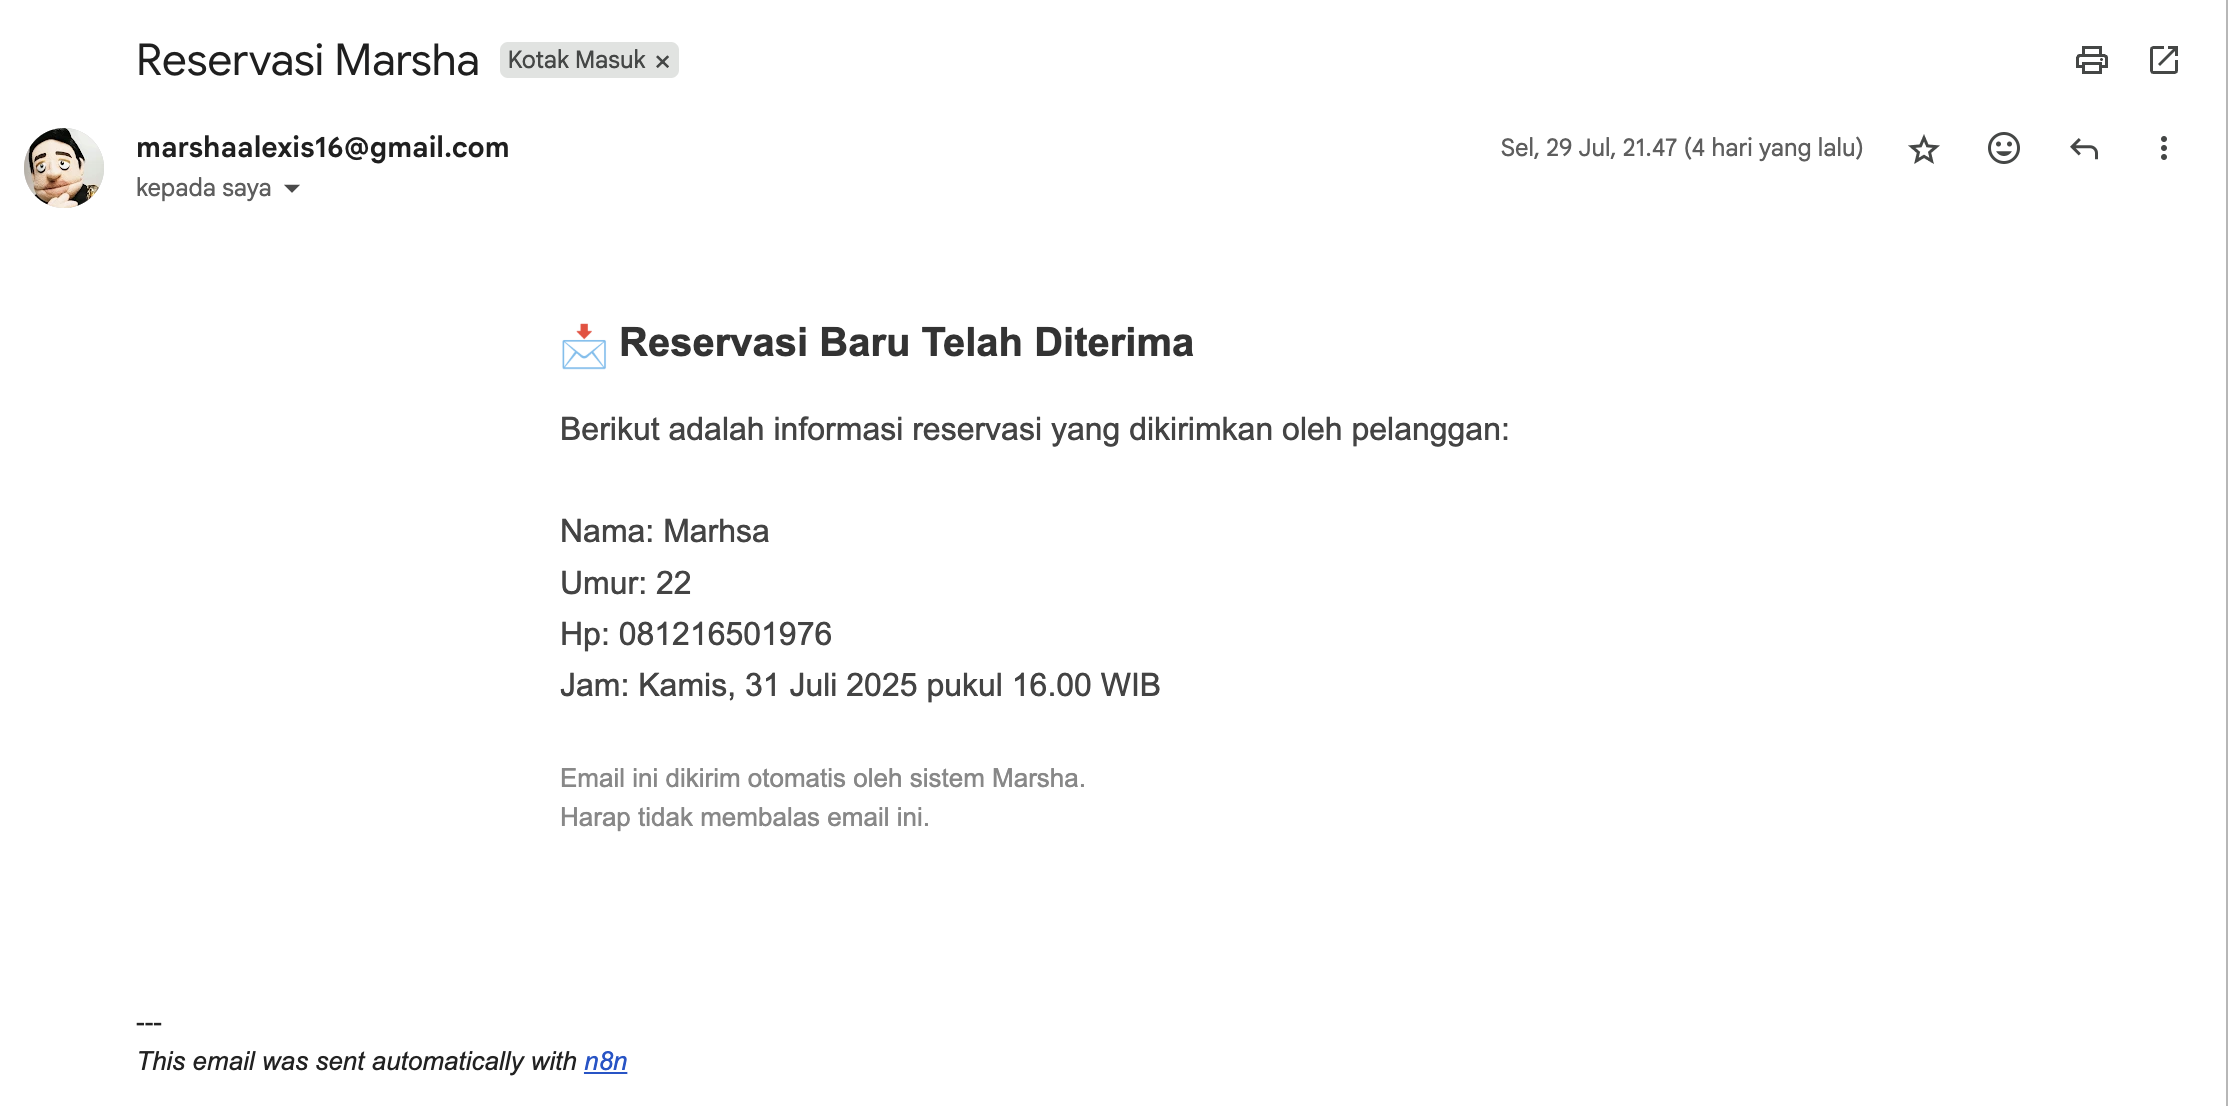 Reservasi Marsha Kotak Masuk ×
marshaalexis16@gmail.com Sel, 29 Jul, 21.47 (4 hari yang lalu)
kepada saya
Reservasi Baru Telah Diterima
Berikut adalah informasi reservasi yang dikirimkan oleh pelanggan:
Nama: Marhsa
Umur: 22
Hp: 081216501976
Jam: Kamis, 31 Juli 2025 pukul 16.00 WIB
Email ini dikirim otomatis oleh sistem Marsha.
Harap tidak membalas email ini.
---
This email was sent automatically with n8n